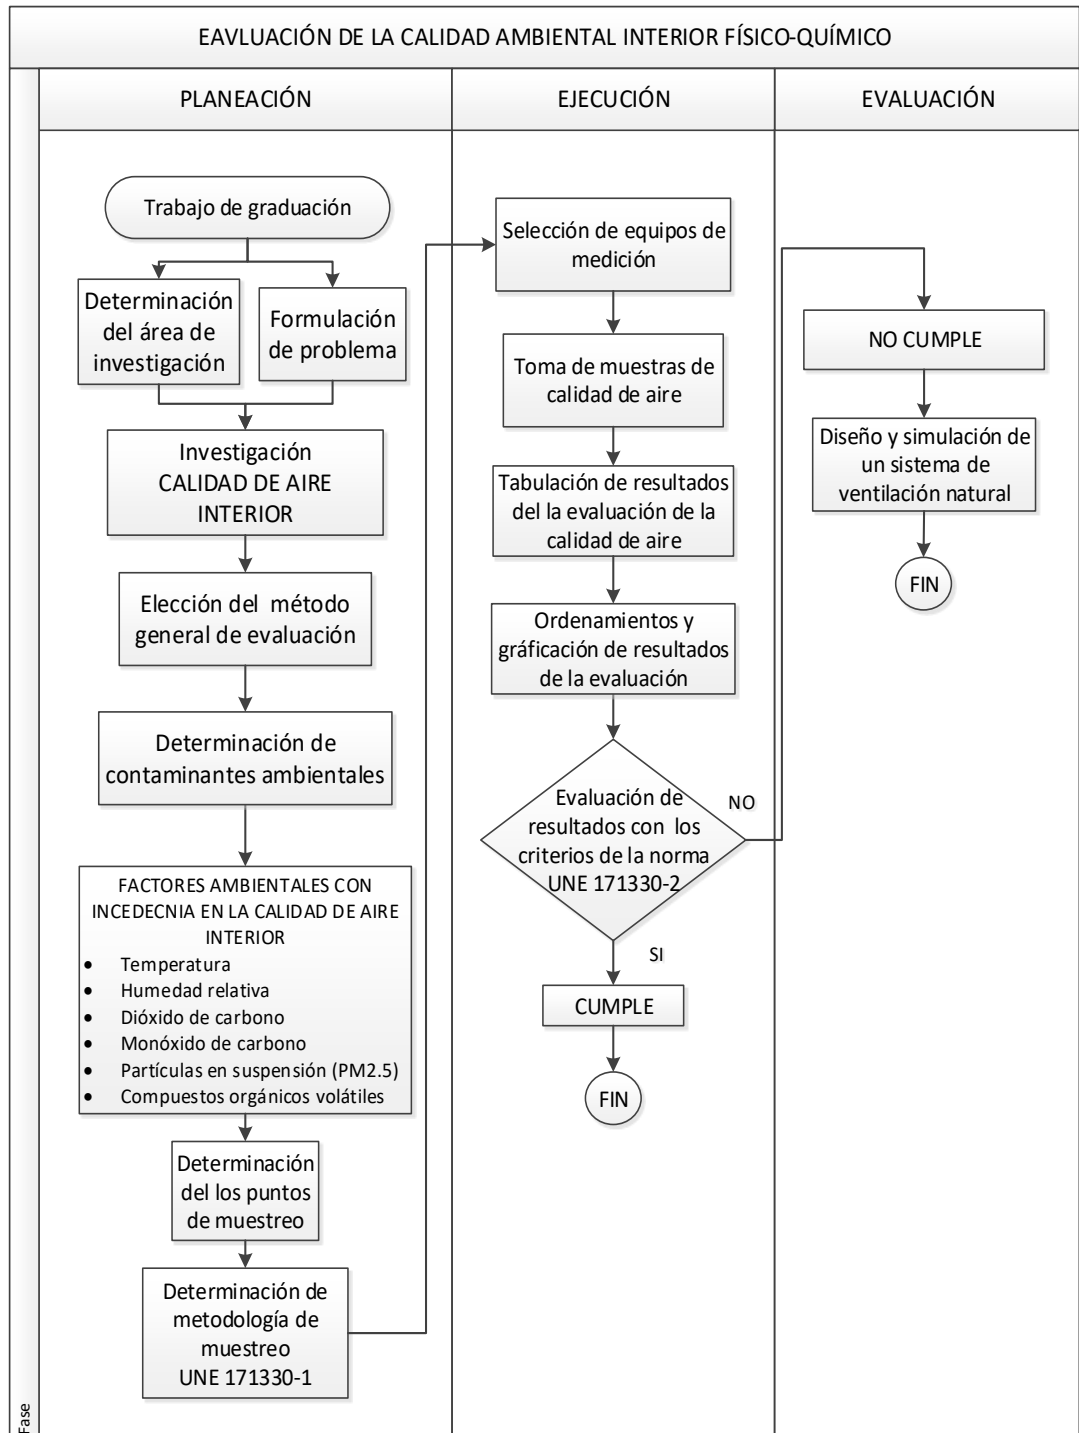 EAVLUACIÓN DE LA CALIDAD AMBIENTAL INTERIOR FÍSICO-QUÍMICO
PLANEACIÓN
EJECUCIÓN
EVALUACIÓN
Trabajo de graduación
Determinación
del área de
investigación
Formulación
de problema
Investigación
CALIDAD DE AIRE
INTERIOR
Elección del método
general de evaluación
Determinación de
contaminantes ambientales
FACTORES AMBIENTALES CON
INCEDECNIA EN LA CALIDAD DE AIRE
INTERIOR
• Temperatura
• Humedad relativa
• Dióxido de carbono
• Monóxido de carbono
• Partículas en suspensión (PM2.5)
• Compuestos orgánicos volátiles
Determinación
del los puntos
de muestreo
Determinación de
metodología de
muestreo
UNE 171330-1
Selección de equipos de
medición
Toma de muestras de
calidad de aire
Tabulación de resultados
del la evaluación de la
calidad de aire
Ordenamientos y
gráficación de resultados
de la evaluación
Evaluación de
resultados con los
criterios de la norma
UNE 171330-2
NO
SI
CUMPLE
FIN
NO CUMPLE
Diseño y simulación de
un sistema de
ventilación natural
FIN
Fase